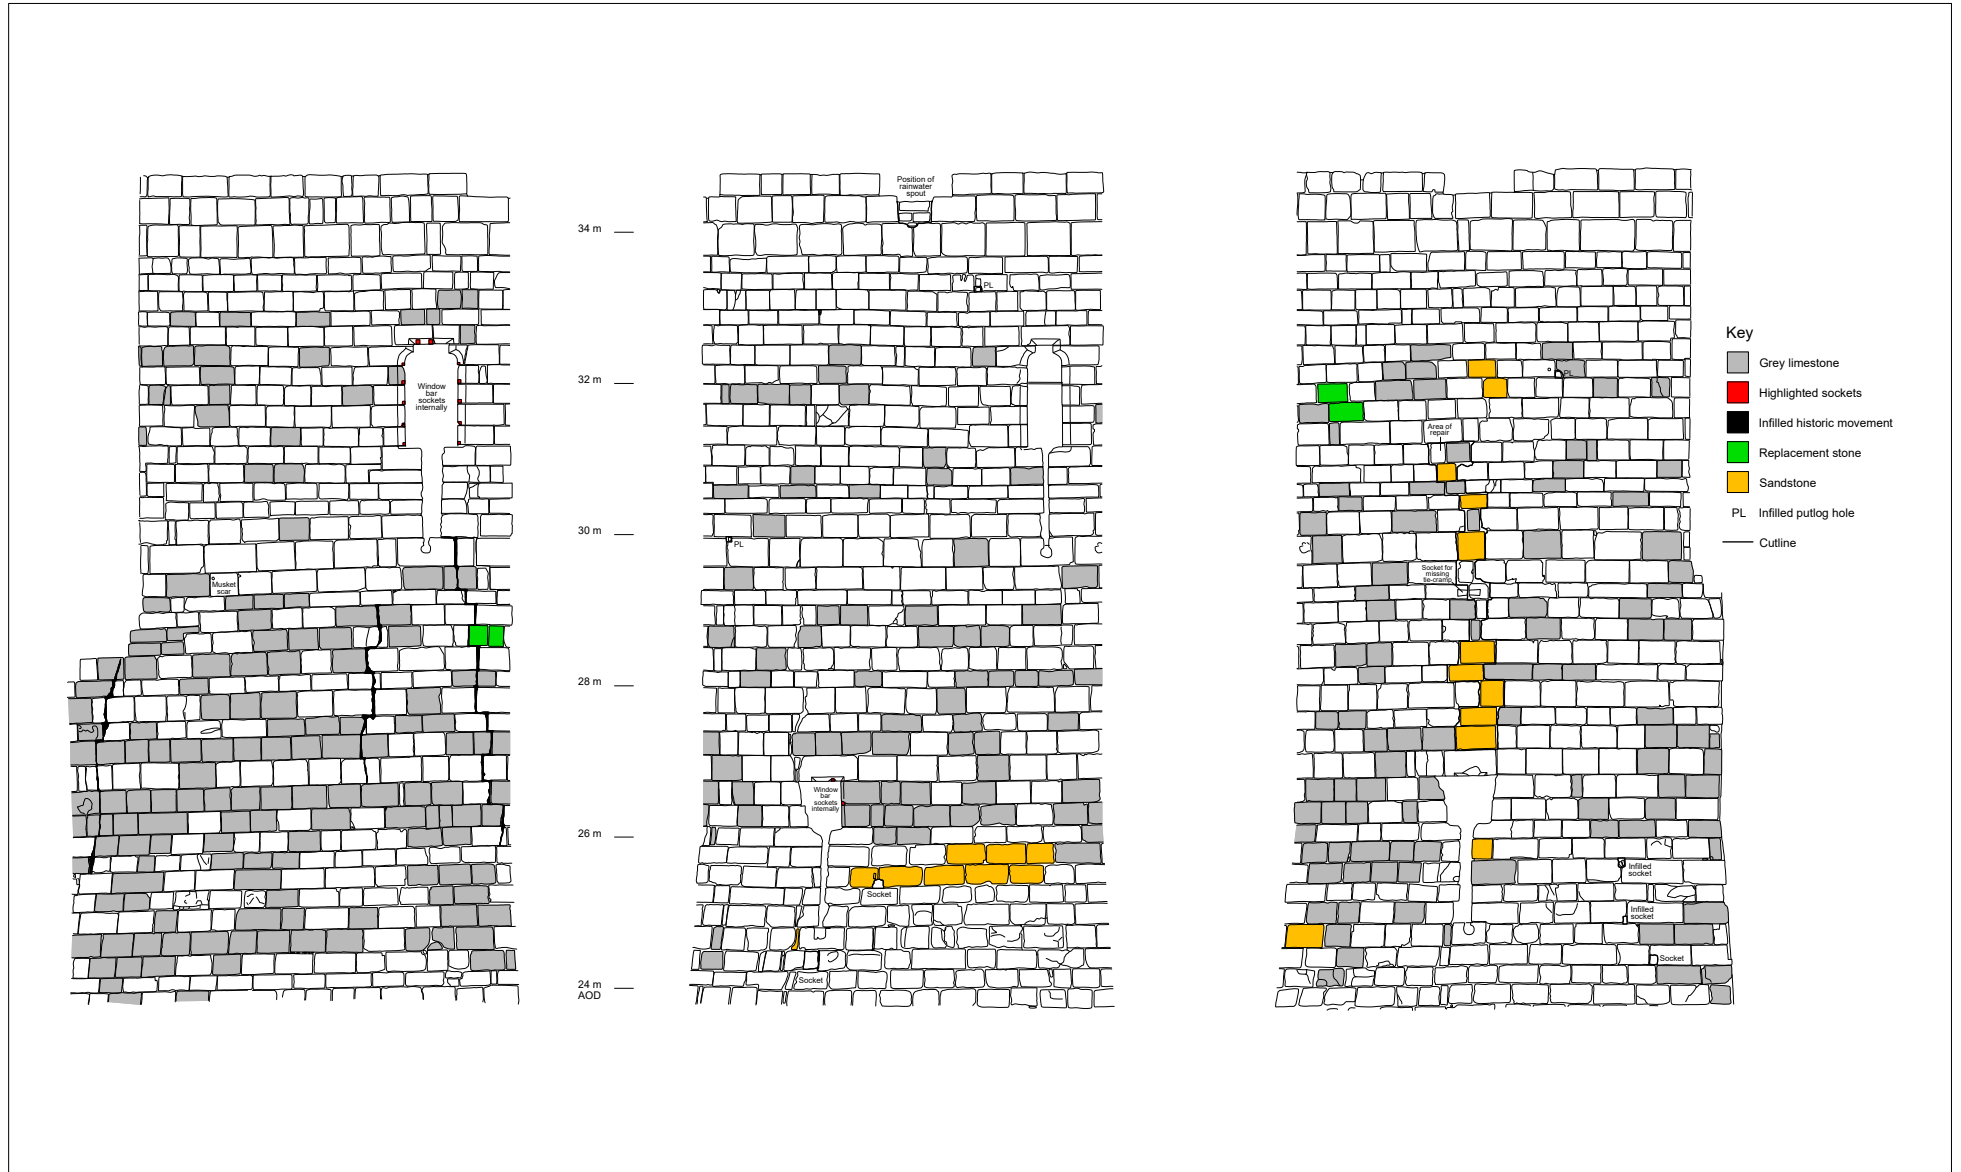 Position of
rainwater
spout
34 m
PL
Key
Grey limestone
32 m
Window
bar
sockets
internally
PL
Highlighted sockets
Infilled historic movement
Area of
repair
Replacement stone
Sandstone
PL Infilled putlog hole
30 m
PL
Cutline
Musket
scar
Socket for
missing
tie-cramp
28 m
Window
bar
sockets
internally
26 m
Infilled
socket
Socket
Infilled
socket
Socket
Socket
24 m
AOD